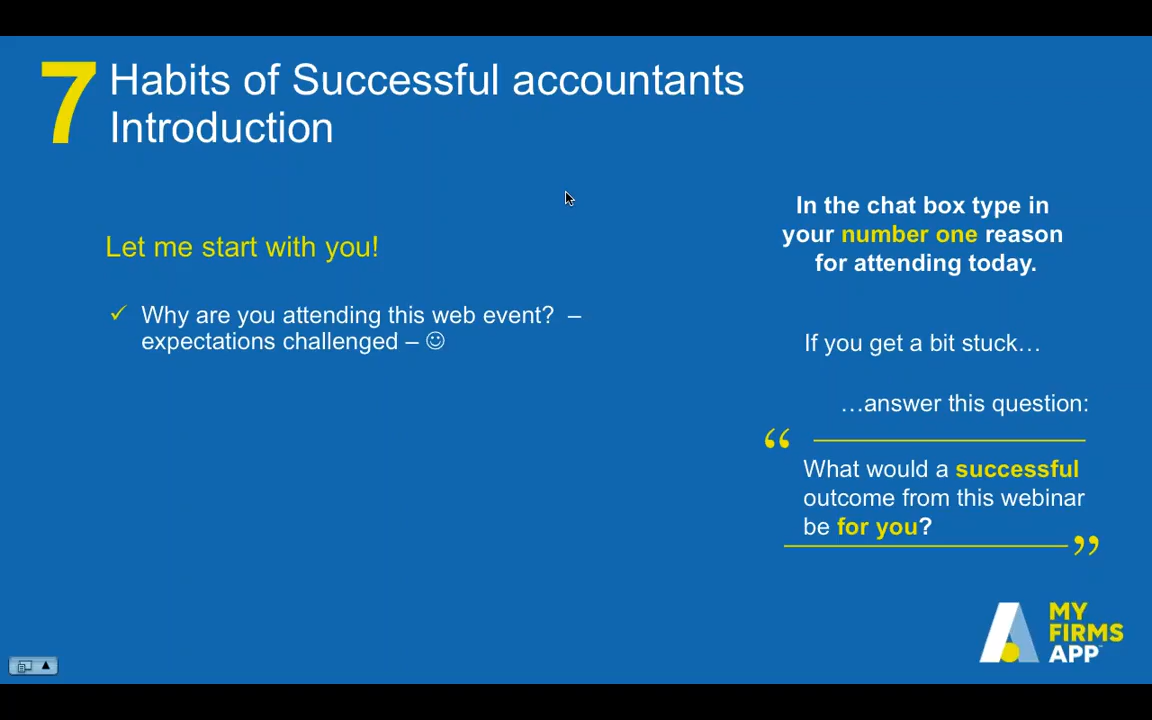 7 Habits of Successful accountants
Introduction
Let me start with you!
✓ Why are you attending this web event? –
expectations challenged – ☺
In the chat box type in
your number one reason
for attending today.
If you get a bit stuck…
…answer this question:
“
What would a successful
outcome from this webinar
be for you?
”
MY
FIRMS
APP